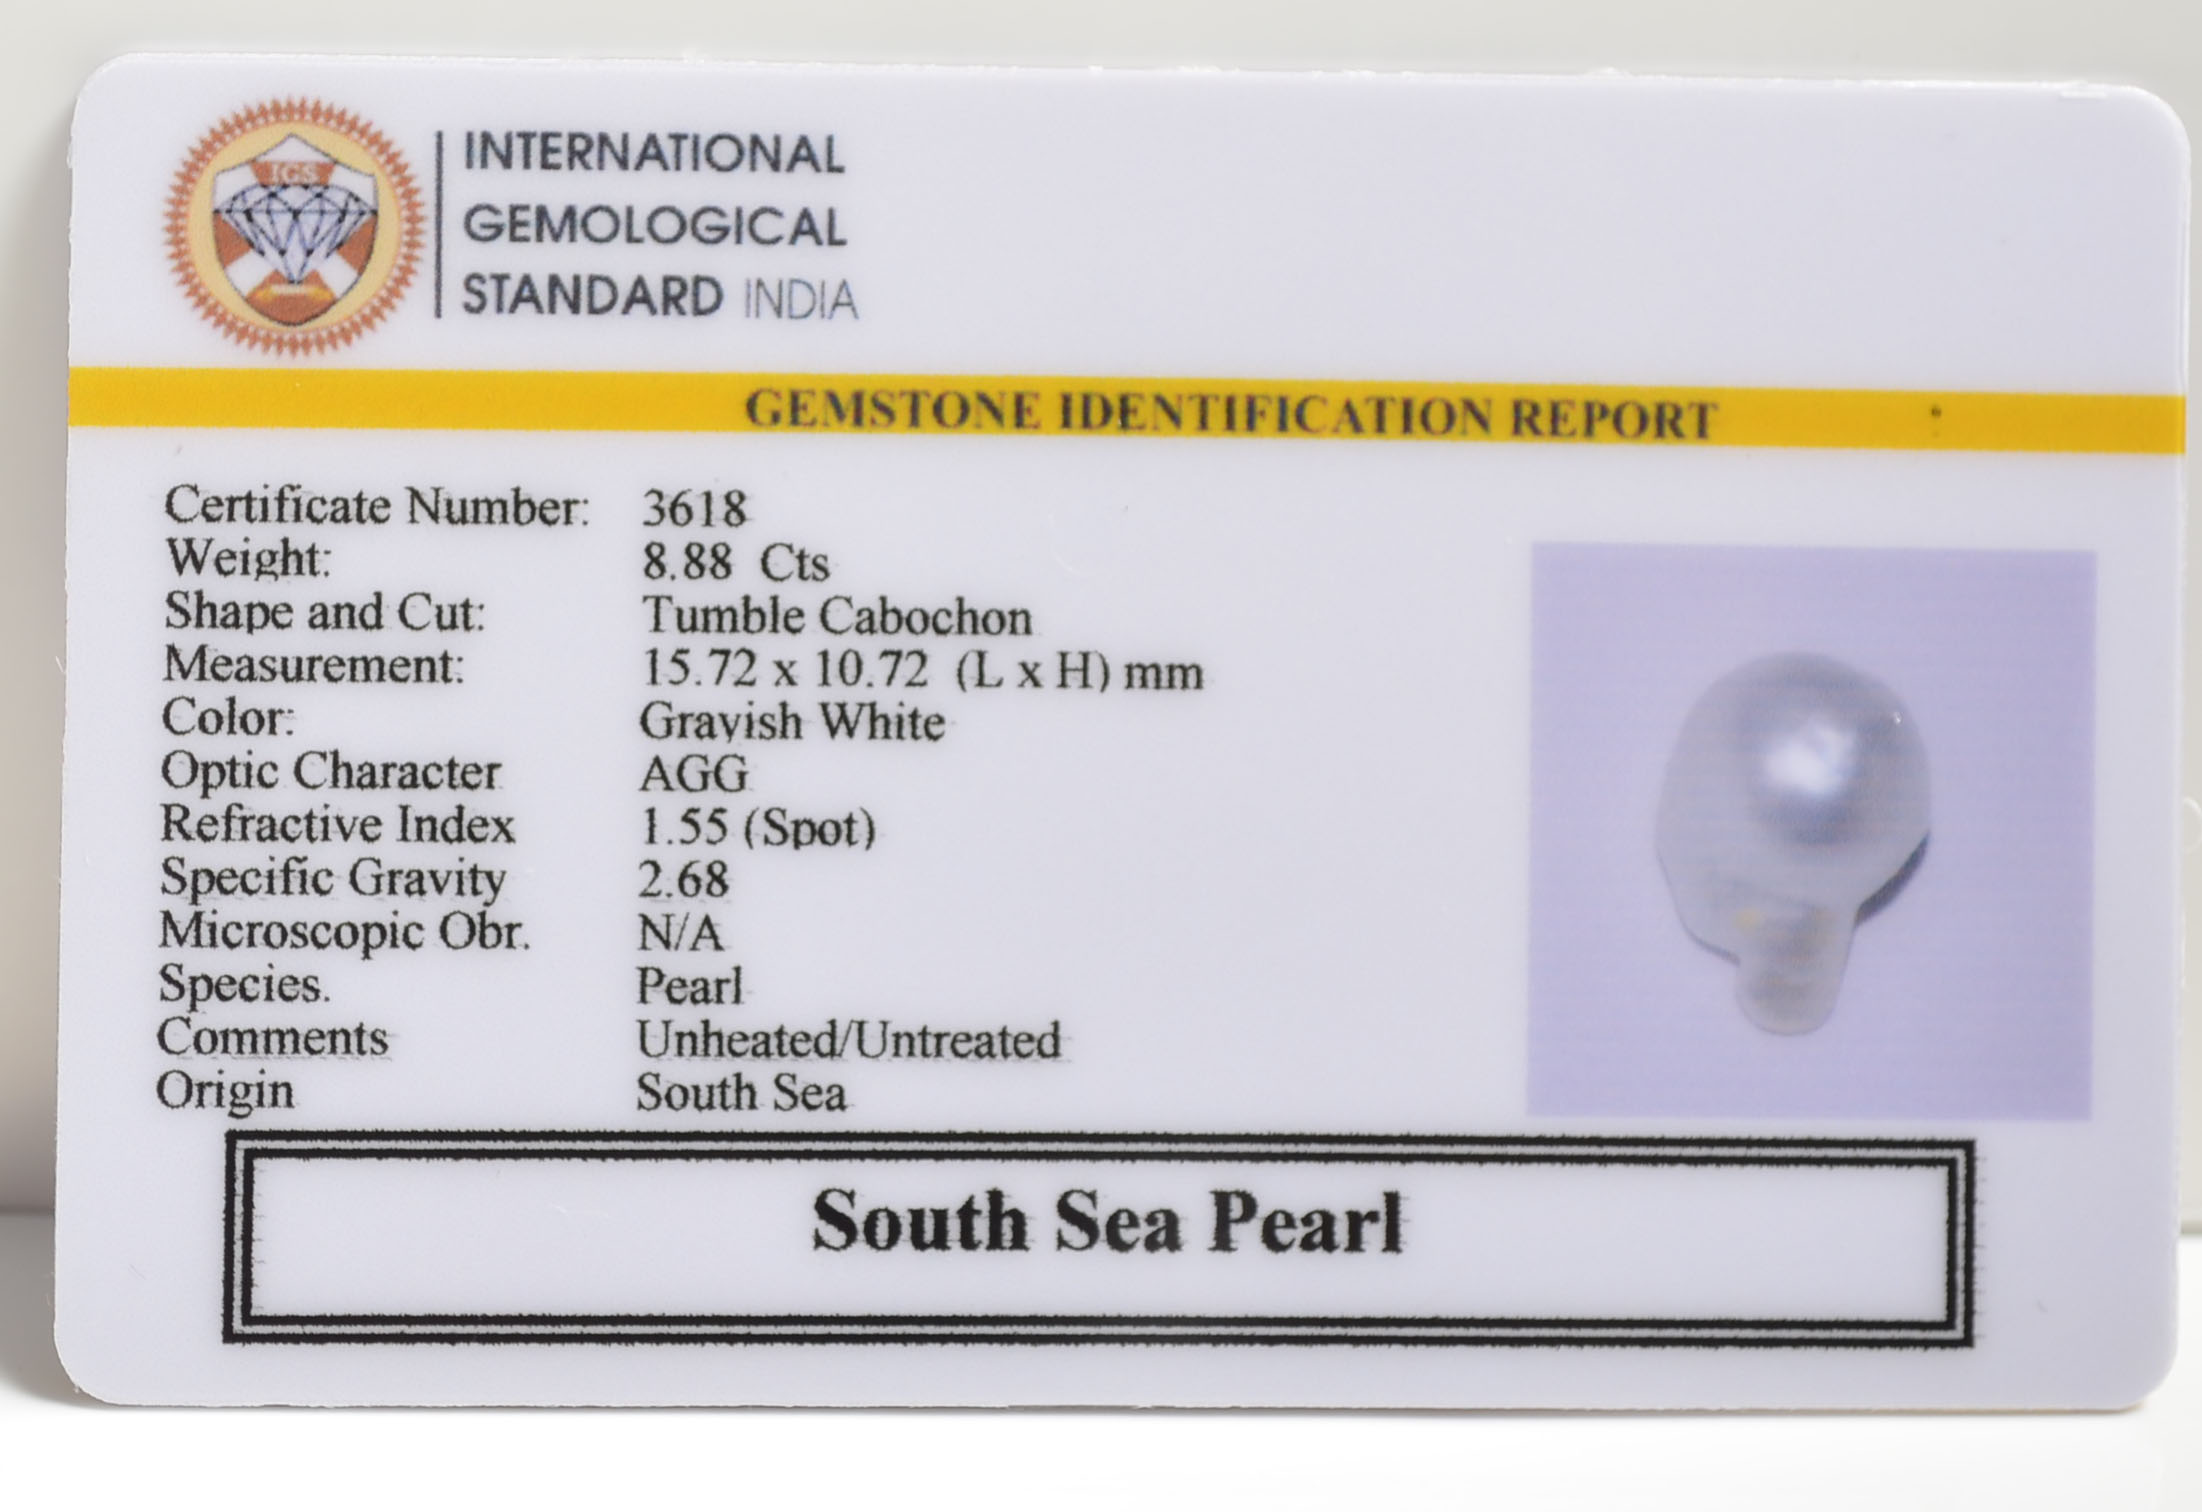 IGS
INTERNATIONAL
GEMOLOGICAL
STANDARD INDIA
GEMSTONE IDENTIFICATION REPORT
Certificate Number: 3618
Weight: 8.88 Cts
Shape and Cut: Tumble Cabochon
Measurement: 15.72 x 10.72 (L x H) mm
Color: Grayish White
Optic Character AGG
Refractive Index 1.55 (Spot)
Specific Gravity 2.68
Microscopic Obr. N/A
Species. Pearl
Comments Unheated/Untreated
Origin South Sea
South Sea Pearl